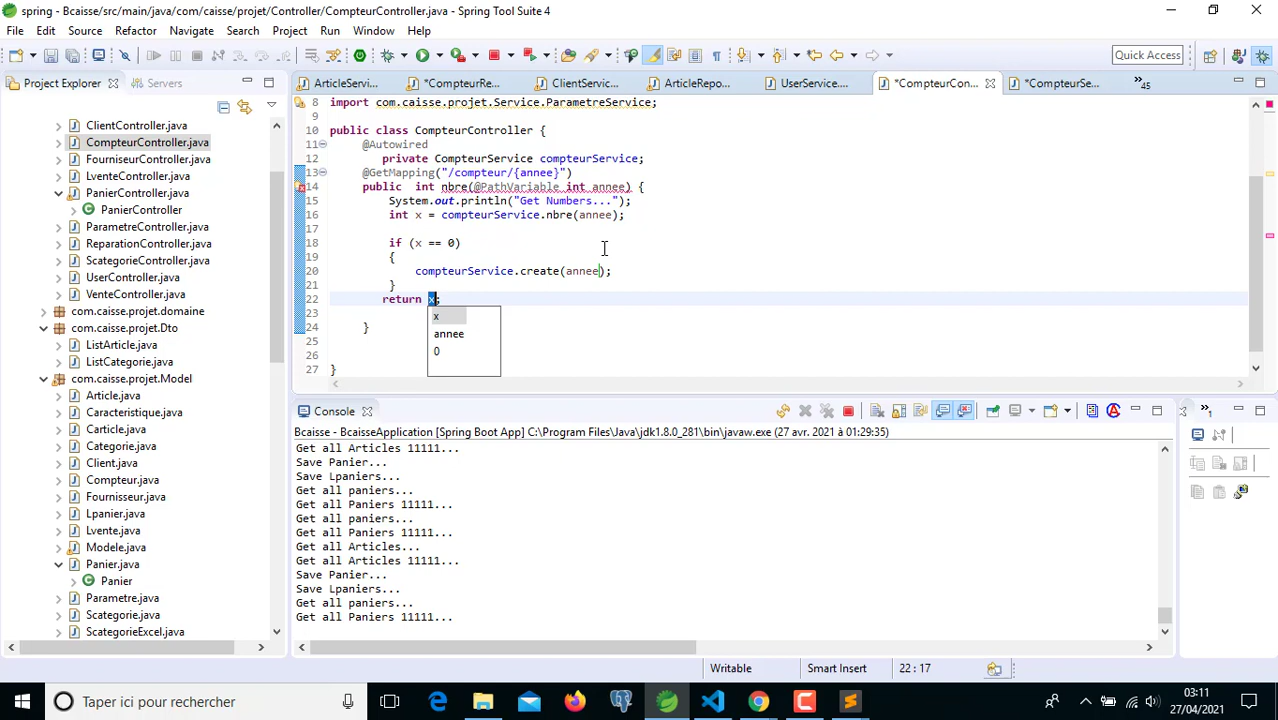 spring - Bcaisse/src/main/java/com/caisse/projet/Controller/CompteurController.java - Spring Tool Suite 4
File Edit Source Refactor Navigate Search Project Run Window Help
Quick Access
Project Explorer Servers
ArticleServi... *CompteurRe... ClientServic... ArticleRepo... UserService.... *CompteurCon... *CompteurSe... »45
ClientController.java
CompteurController.java
FourniseurController.java
LventeController.java
PanierController.java
PanierController
ParametreController.java
ReparationController.java
ScategorieController.java
UserController.java
VenteController.java
com.caisse.projet.domaine
com.caisse.projet.Dto
ListArticle.java
ListCategorie.java
com.caisse.projet.Model
Article.java
Caracteristique.java
Carticle.java
Categorie.java
Client.java
Compteur.java
Fournisseur.java
Lpanier.java
Lvente.java
Modele.java
Panier.java
Panier
Parametre.java
Scategorie.java
ScategorieExcel.java
8 import com.caisse.projet.Service.ParametreService;
9
10 public class CompteurController {
11 @Autowired
12 private CompteurService compteurService;
13 @GetMapping("/compteur/{annee}")
14 public int nbre(@PathVariable int annee) {
15 System.out.println("Get Numbers...");
16 int x = compteurService.nbre(annee);
17
18 if (x == 0)
19 {
20 compteurService.create(annee);
21 }
22 return x;
23
24 }
25
26
27 }
x
annee
0
Console
»1
Bcaisse - BcaisseApplication [Spring Boot App] C:\Program Files\Java\jdk1.8.0_281\bin\javaw.exe (27 avr. 2021 à 01:29:35)
Get all Articles 11111...
Save Panier...
Save Lpaniers...
Get all paniers...
Get all Paniers 11111...
Get all paniers...
Get all Paniers 11111...
Get all Articles...
Get all Articles 11111...
Save Panier...
Save Lpaniers...
Get all paniers...
Get all Paniers 11111...
Writable Smart Insert 22 : 17
Taper ici pour rechercher
03:11
27/04/2021